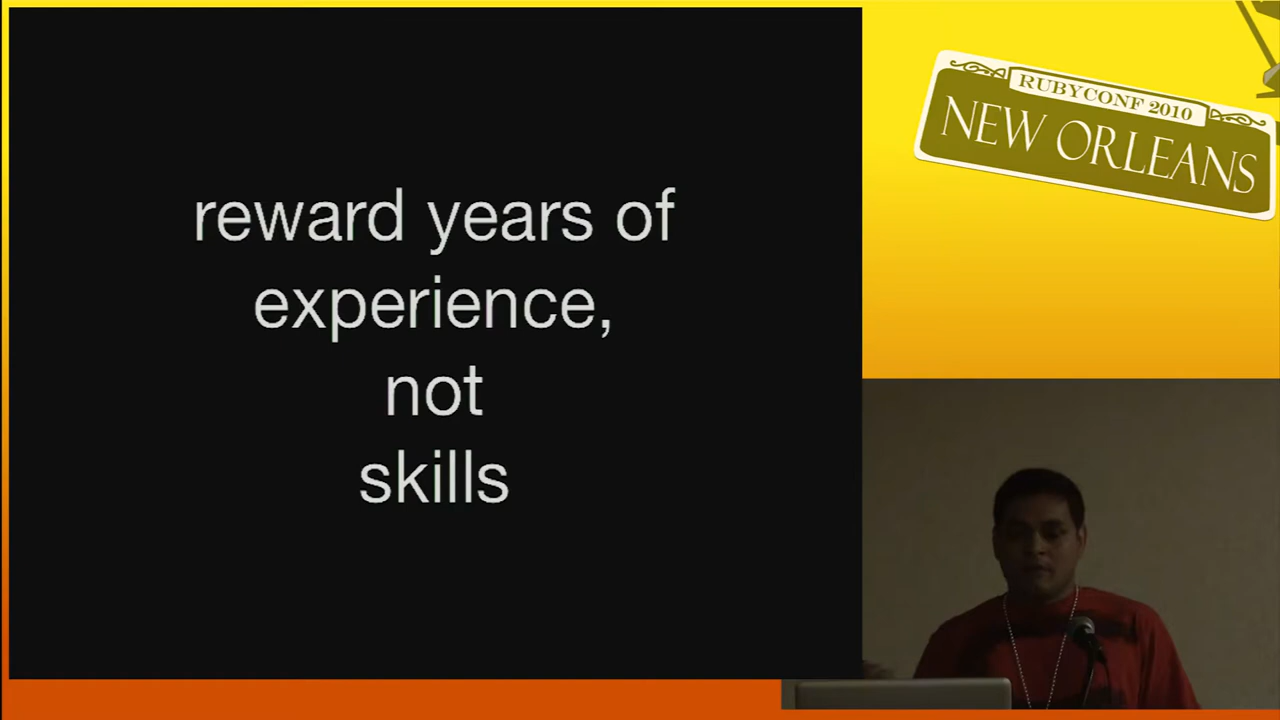 reward years of
experience,
not
skills
RUBYCONF 2010
NEW ORLEANS